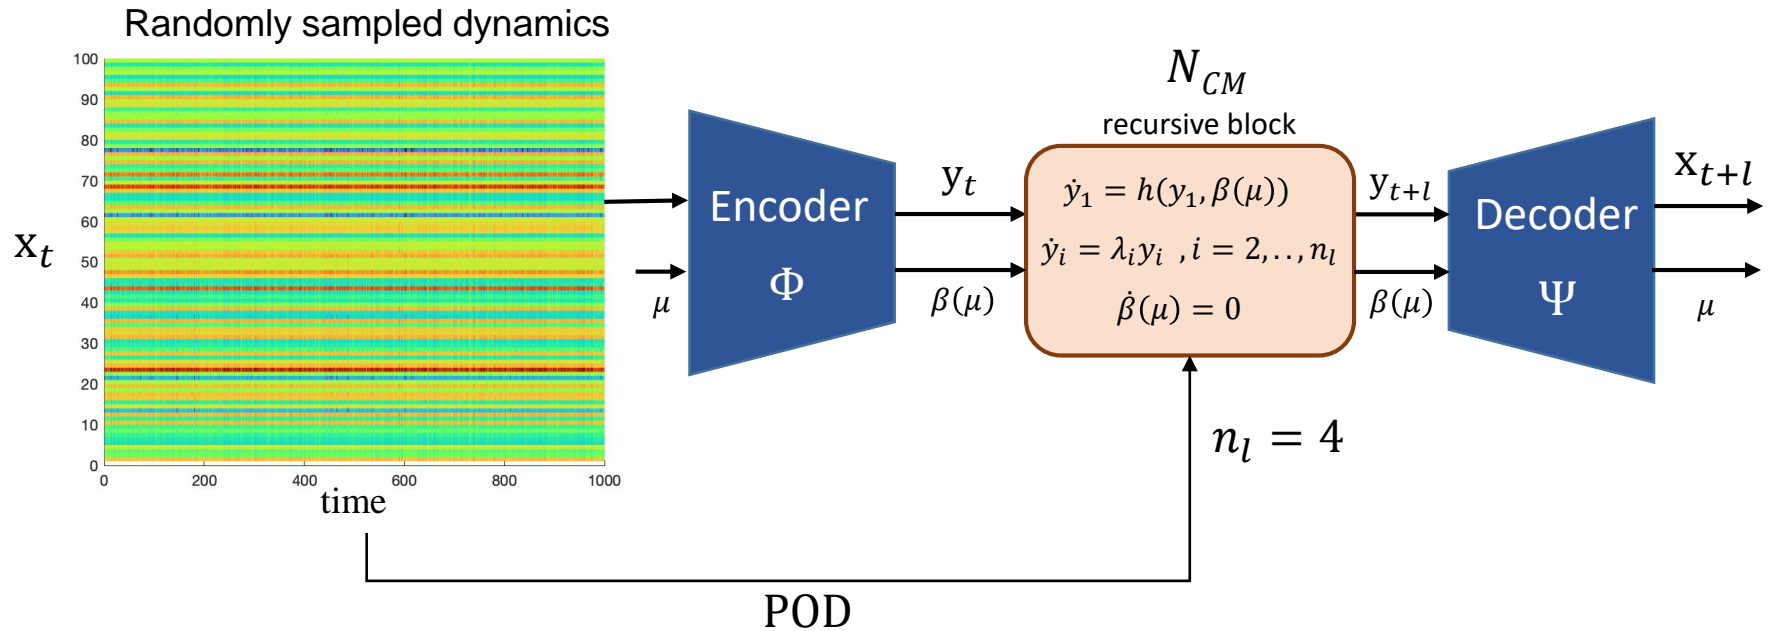 Randomly sampled dynamics
100
90
80
70
60
50
40
30
20
10
0
0 200 400 600 800 1000
time
x_t
μ
Encoder
Φ
y_t
β(μ)
N_{CM}
recursive block
ẏ_1 = h(y_1, β(μ))
ẏ_i = λ_i y_i , i = 2,..,n_l
β̇(μ) = 0
y_{t+l}
β(μ)
Decoder
Ψ
x_{t+l}
μ
n_l = 4
POD